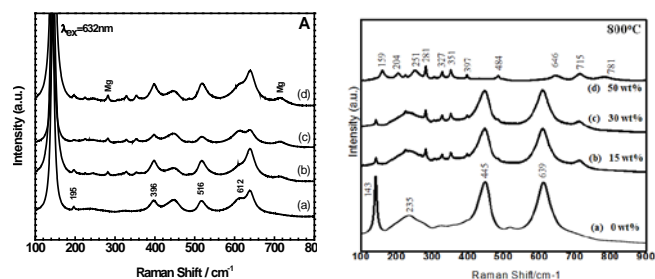 A
λex=632nm
Mg
Mg
(d)
(c)
(b)
(a)
195
396
516
612
Intensity (a.u.)
100 200 300 400 500 600 700 80
Raman Shift / cm-1
800°C
159
204
251
281
327
351
397
484
646
715
781
(d) 50 wt%
(c) 30 wt%
(b) 15 wt%
(a) 0 wt%
143
235
445
639
Intensity (a.u.)
100 200 300 400 500 600 700 800 900
Raman Shift/cm-1